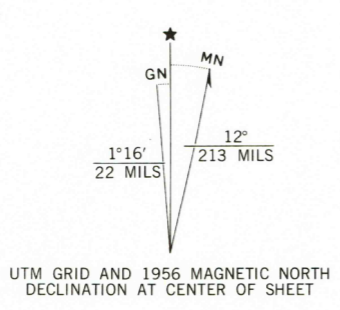 MN
GN
12°
213 MILS
1°16'
22 MILS
UTM GRID AND 1956 MAGNETIC NORTH
DECLINATION AT CENTER OF SHEET